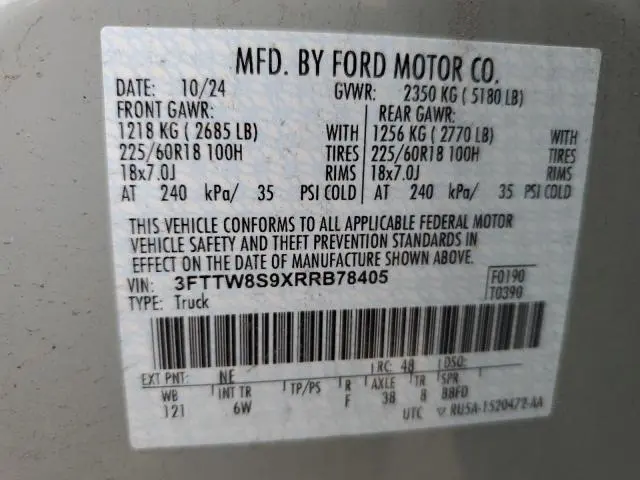 MFD. BY FORD MOTOR CO.
DATE: 10/24 GVWR: 2350 KG ( 5180 LB)
FRONT GAWR: REAR GAWR:
1218 KG ( 2685 LB) WITH 1256 KG ( 2770 LB) WITH
225/60R18 100H TIRES 225/60R18 100H TIRES
18x7.0J RIMS 18x7.0J RIMS
AT 240 kPa/ 35 PSI COLD AT 240 kPa/ 35 PSI COLD
THIS VEHICLE CONFORMS TO ALL APPLICABLE FEDERAL MOTOR
VEHICLE SAFETY AND THEFT PREVENTION STANDARDS IN
EFFECT ON THE DATE OF MANUFACTURE SHOWN ABOVE.
VIN: 3FTTW8S9XRRB78405 F0190
TYPE: Truck T0390
EXT PNT: NE RC: 48 DSO:
WB INT TR TP/PS R AXLE TR SPR
121 6W F 38 8 BBFD
UTC RU5A-1520472-AA